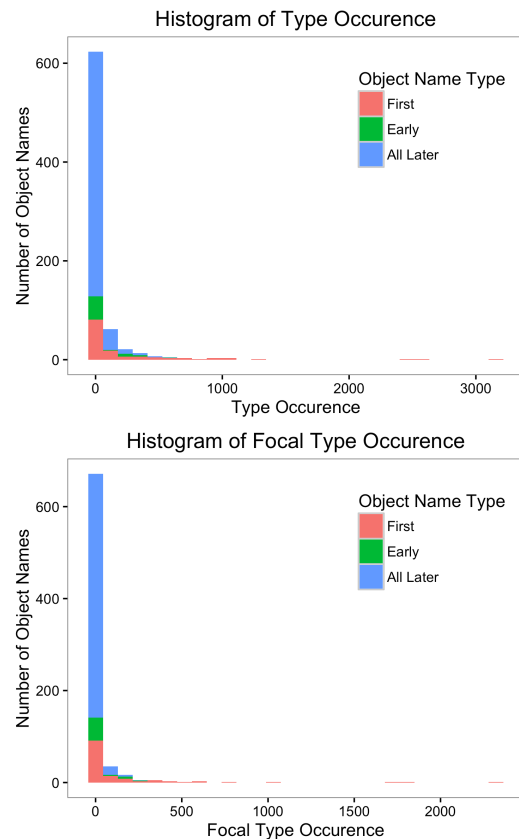 Histogram of Type Occurence
Number of Object Names
600
400
200
0
Object Name Type
First
Early
All Later
0 1000 2000 3000
Type Occurence
Histogram of Focal Type Occurence
Number of Object Names
600
400
200
0
Object Name Type
First
Early
All Later
0 500 1000 1500 2000
Focal Type Occurence